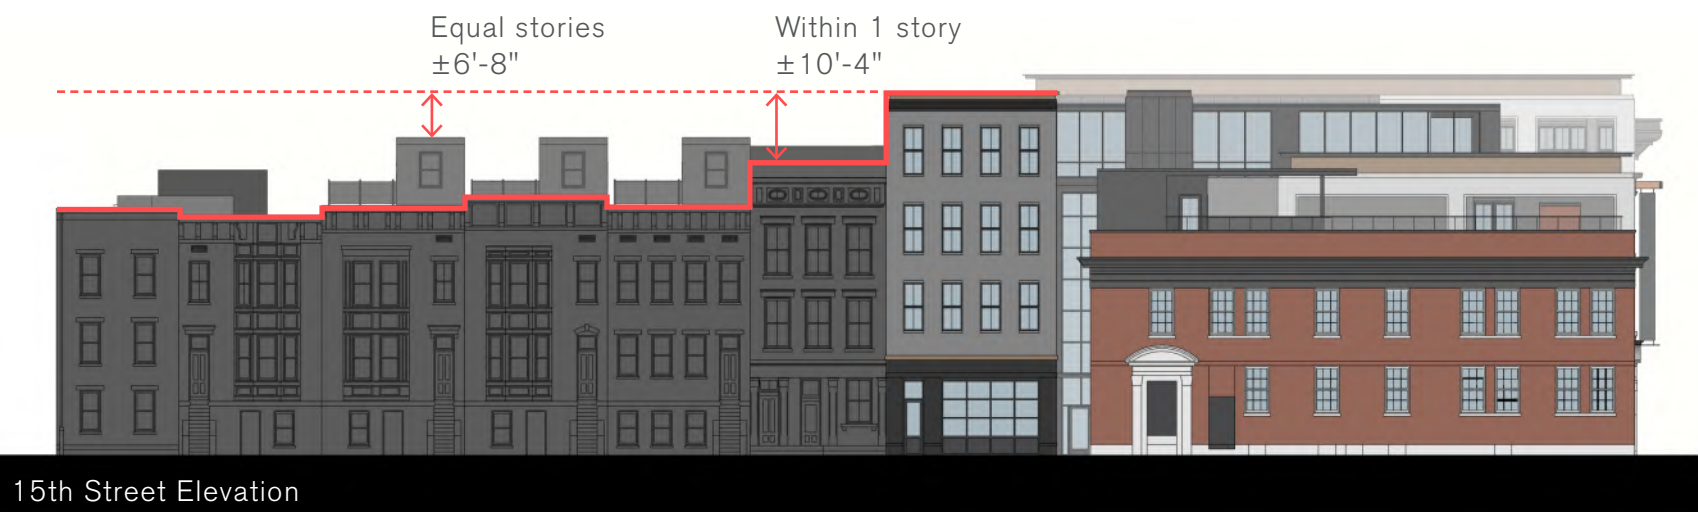 Equal stories
±6'-8"
Within 1 story
±10'-4"
15th Street Elevation